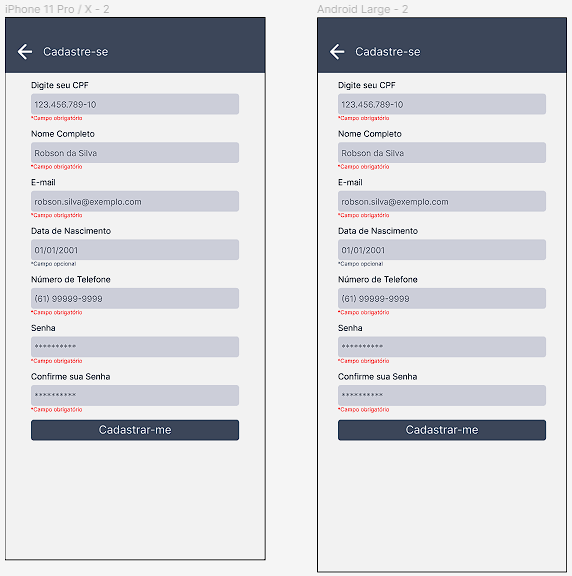 iPhone 11 Pro / X - 2
Cadastre-se
Digite seu CPF
123.456.789-10
*Campo obrigatório
Nome Completo
Robson da Silva
*Campo obrigatório
E-mail
robson.silva@exemplo.com
*Campo obrigatório
Data de Nascimento
01/01/2001
*Campo opcional
Número de Telefone
(61) 99999-9999
*Campo obrigatório
Senha
**********
*Campo obrigatório
Confirme sua Senha
**********
*Campo obrigatório
Cadastrar-me
Android Large - 2
Cadastre-se
Digite seu CPF
123.456.789-10
*Campo obrigatório
Nome Completo
Robson da Silva
*Campo obrigatório
E-mail
robson.silva@exemplo.com
*Campo obrigatório
Data de Nascimento
01/01/2001
*Campo opcional
Número de Telefone
(61) 99999-9999
*Campo obrigatório
Senha
**********
*Campo obrigatório
Confirme sua Senha
**********
*Campo obrigatório
Cadastrar-me